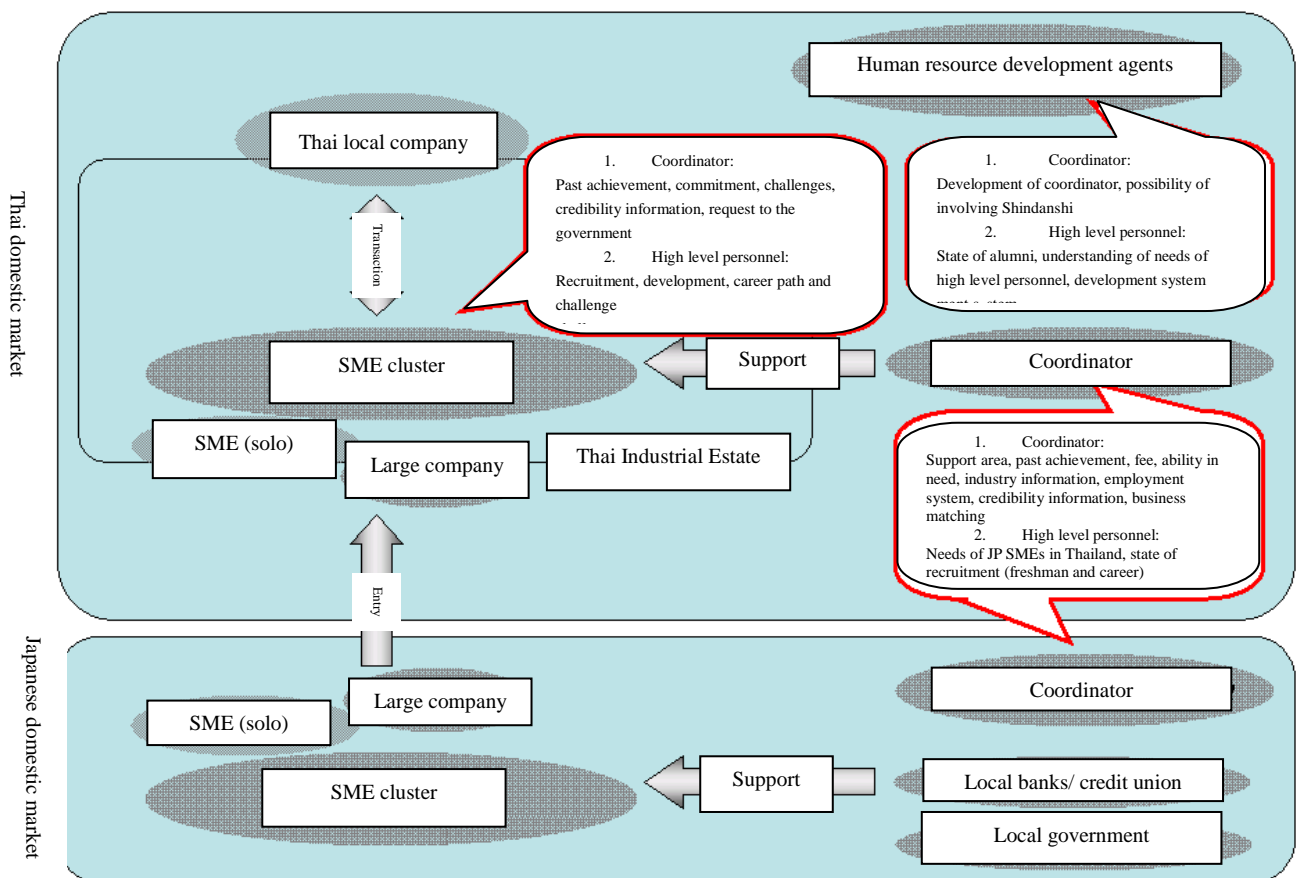 Thai domestic market
Human resource development agents
Thai local company
1. Coordinator:
Past achievement, commitment, challenges,
credibility information, request to the
government
2. High level personnel:
Recruitment, development, career path and
challenge
1. Coordinator:
Development of coordinator, possibility of
involving Shindanshi
2. High level personnel:
State of alumni, understanding of needs of
high level personnel, development system
Transaction
SME cluster
Support
Coordinator
SME (solo)
Large company
Thai Industrial Estate
1. Coordinator:
Support area, past achievement, fee, ability in
need, industry information, employment
system, credibility information, business
matching
2. High level personnel:
Needs of JP SMEs in Thailand, state of
recruitment (freshman and career)
Entry
Japanese domestic market
Large company
SME (solo)
SME cluster
Support
Coordinator
Local banks/ credit union
Local government